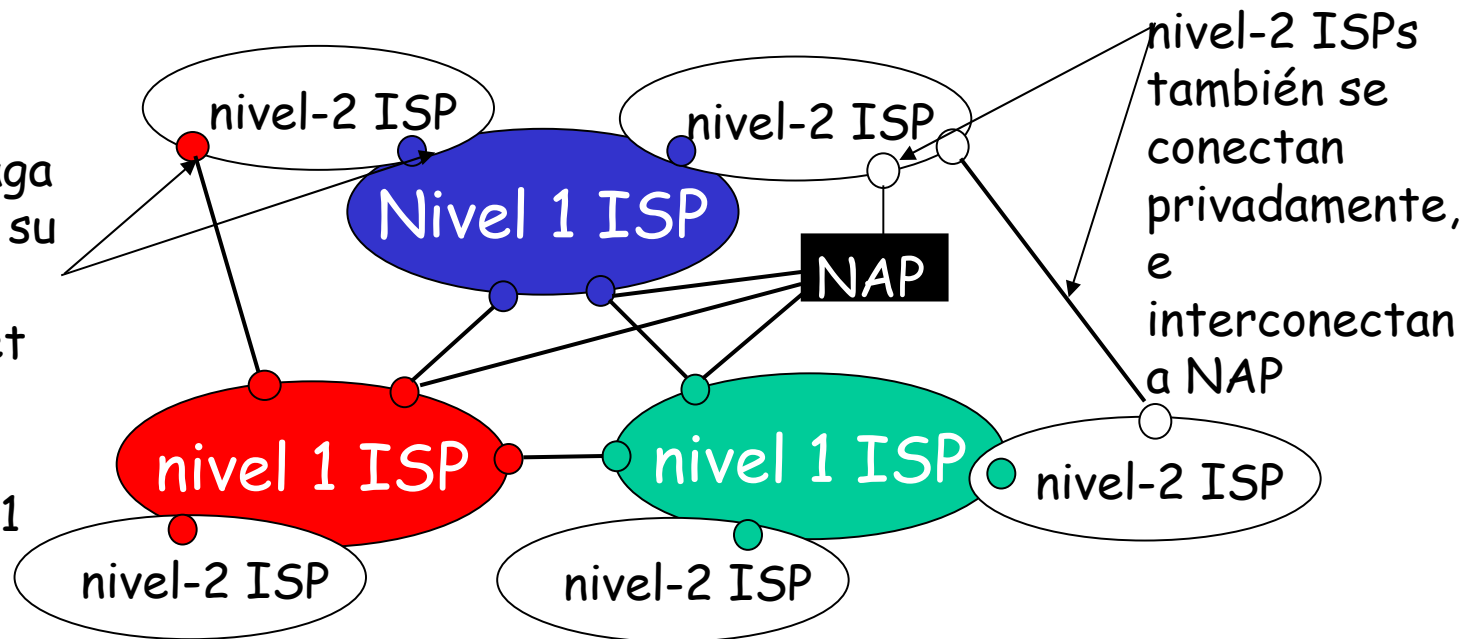 nivel-2 ISPs
también se
conectan
privadamente,
e
interconectan
a NAP
nivel-2 ISP
nivel-2 ISP
su
Nivel 1 ISP
NAP
nivel 1 ISP
nivel 1 ISP
nivel-2 ISP
1
nivel-2 ISP
nivel-2 ISP